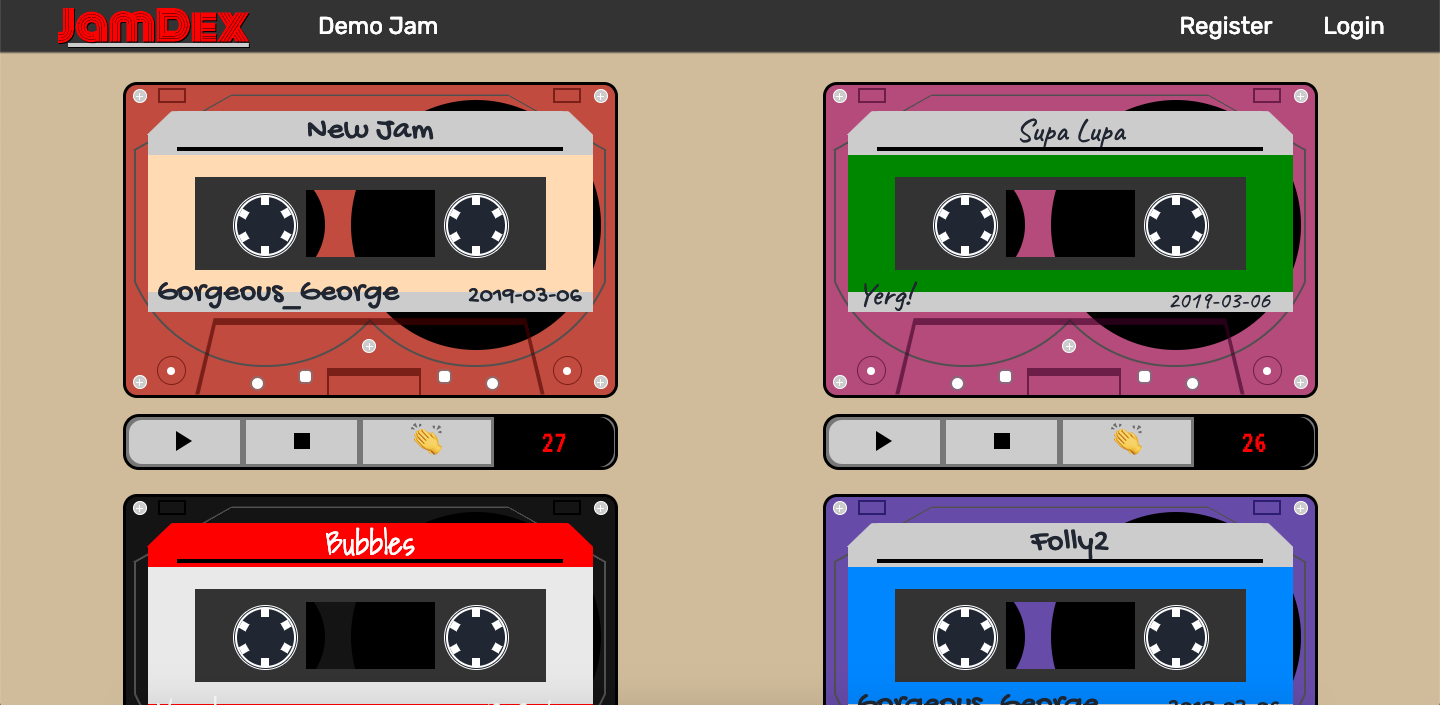 JamDex Demo Jam Register Login
New Jam
Gorgeous_George 2019-03-06
Supa Lupa
Yerg! 2019-03-06
27
26
Bubbles
Folly2
Gorgeous_George